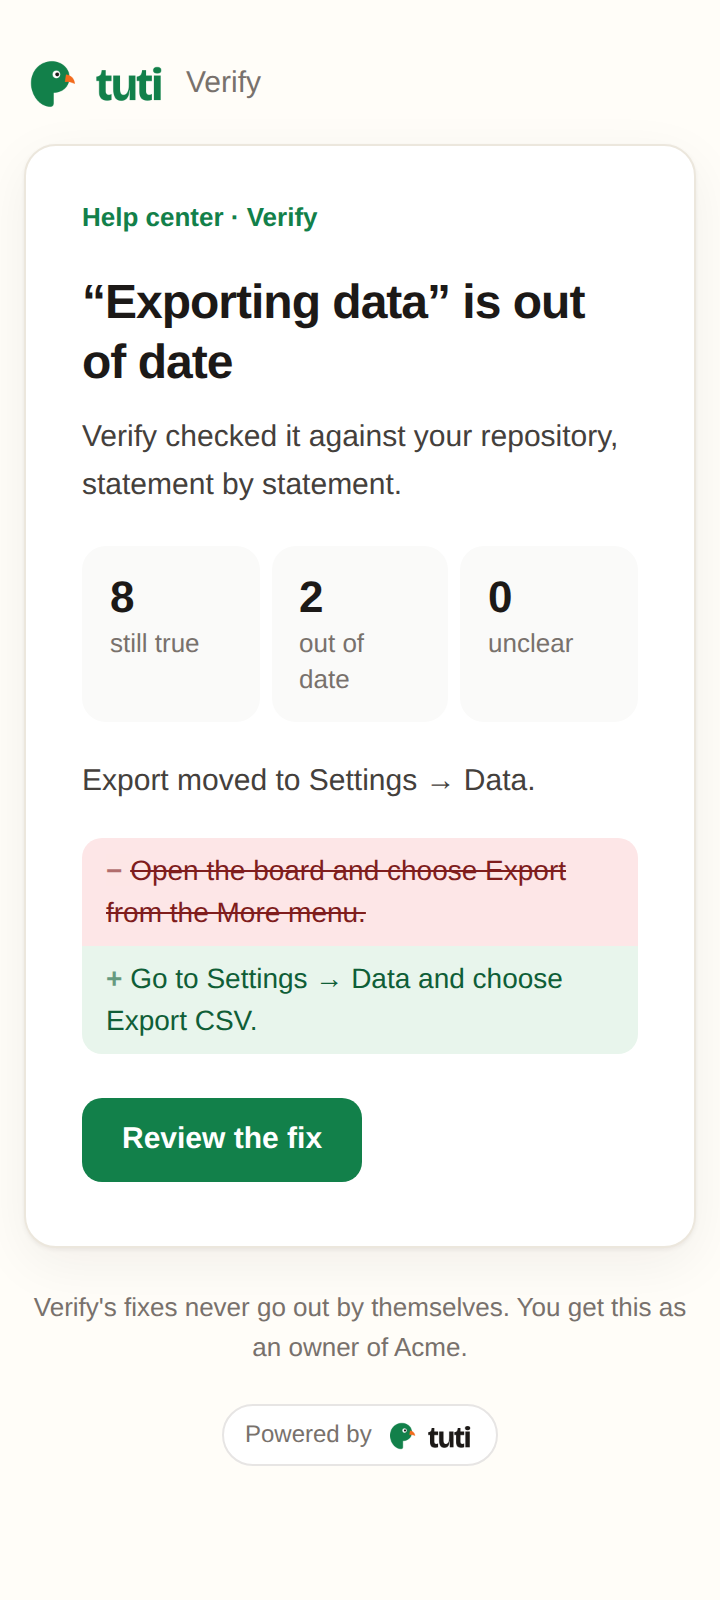 tuti Verify
Help center · Verify
“Exporting data” is out
of date
Verify checked it against your repository,
statement by statement.
8
still true
2
out of
date
0
unclear
Export moved to Settings → Data.
− Open the board and choose Export
from the More menu.
+ Go to Settings → Data and choose
Export CSV.
Review the fix
Verify's fixes never go out by themselves. You get this as
an owner of Acme.
Powered by tuti